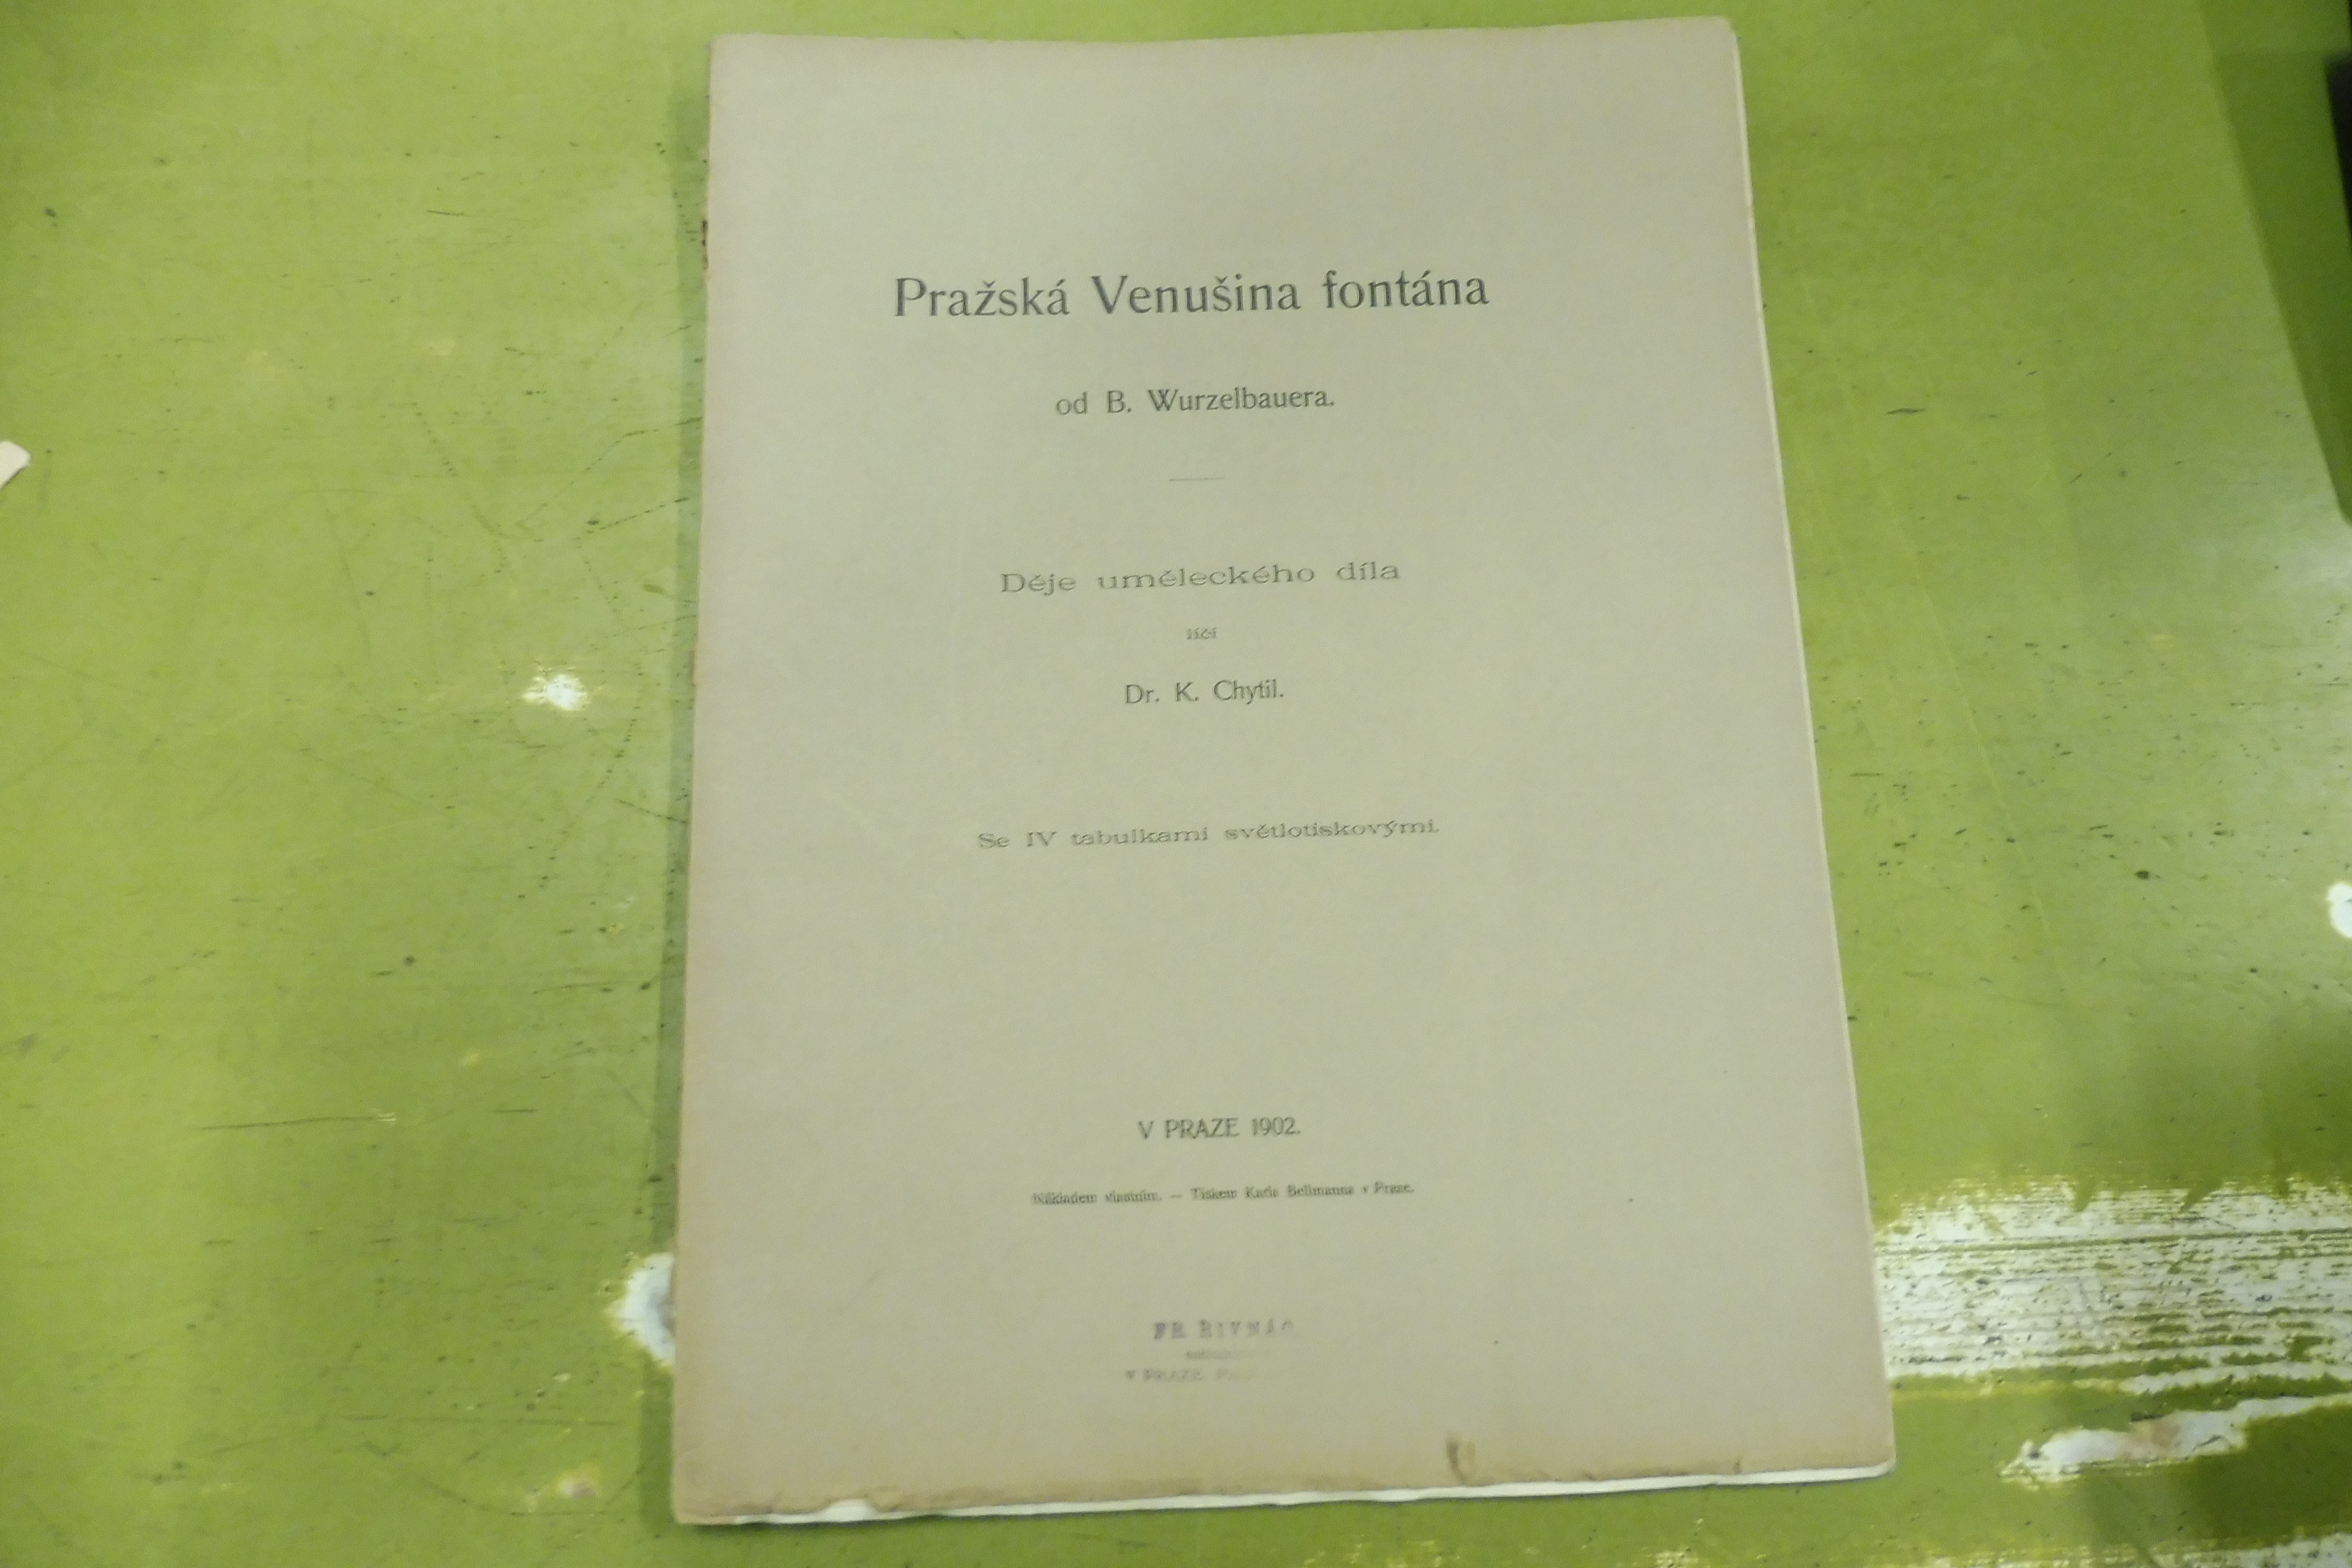 Pražská Venušina fontána
od B. Wurzelbauera.
Děje uměleckého díla
líčí
Dr. K. Chytil.
Se IV tabulkami světlotiskovými.
V PRAZE 1902.
Nákladem vlastním. — Tiskem Karla Bellmanna v Praze.
FR. ŘIVNÁČ
V PRAZE.